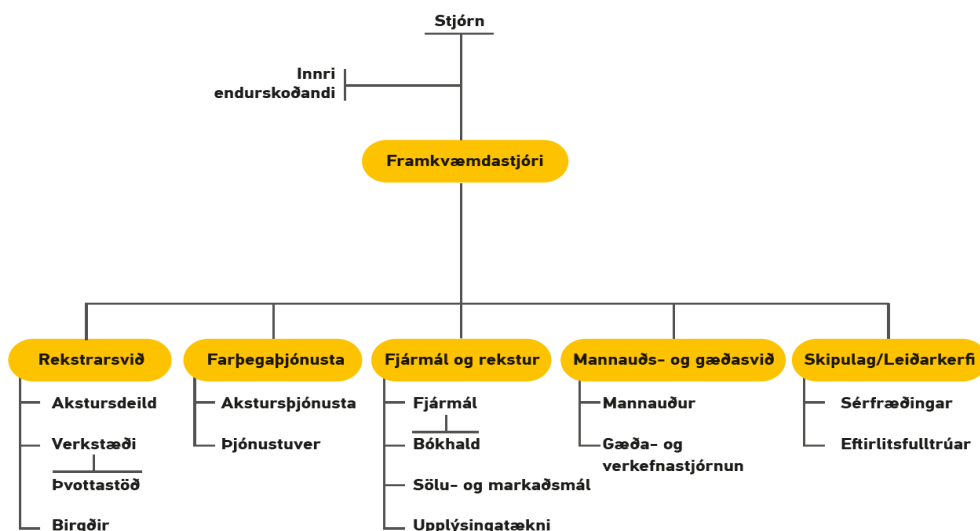 Stjórn
Innri
endurskoðandi
Framkvæmdastjóri
Rekstrarsvið
Akstursdeild
Verkstæði
Þvottastöð
Birgðir
Farþegaþjónusta
Akstursþjónusta
Þjónustuver
Fjármál og rekstur
Fjármál
Bókhald
Sölu- og markaðsmál
Upplýsingatækni
Mannauðs- og gæðasvið
Mannauður
Gæða- og
verkefnastjórnun
Skipulag/Leiðarkerfi
Sérfræðingar
Eftirlitsfulltrúar